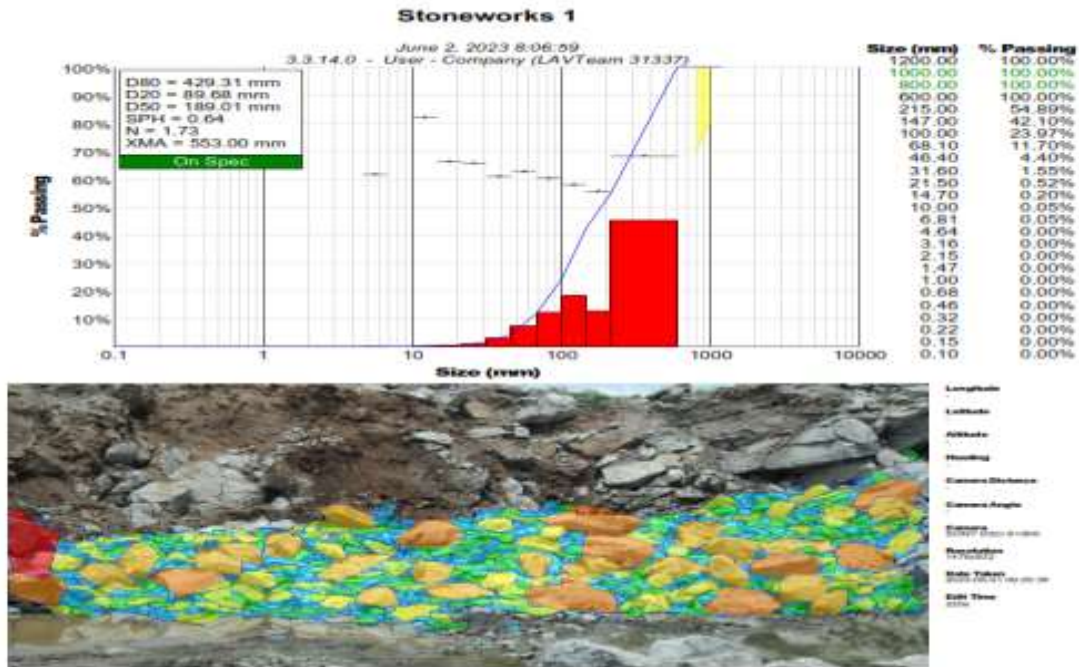 Stoneworks 1
June 2, 2023 8:06:59
3.3.14.0 - User - Company (LAVTeam 31337)
D80 = 429.31 mm
D20 = 89.68 mm
D50 = 189.01 mm
SPH = 0.64
N = 1.73
XMA = 553.00 mm
On Spec
% Passing
100%
90%
80%
70%
60%
50%
40%
30%
20%
10%
0.1 1 10 100 1000 10000
Size (mm)
Size (mm) % Passing
1200.00 100.00%
1000.00 100.00%
800.00 100.00%
600.00 100.00%
215.00 54.89%
147.00 42.10%
100.00 23.97%
68.10 11.70%
46.40 4.40%
31.60 1.55%
21.50 0.52%
14.70 0.20%
10.00 0.05%
6.81 0.05%
4.64 0.00%
3.16 0.00%
2.15 0.00%
1.47 0.00%
1.00 0.00%
0.68 0.00%
0.46 0.00%
0.32 0.00%
0.22 0.00%
0.15 0.00%
0.10 0.00%
Longitude
Latitude
Altitude
Heading
Camera Distance
Camera Angle
Camera
Resolution
Date Taken
Edit Time